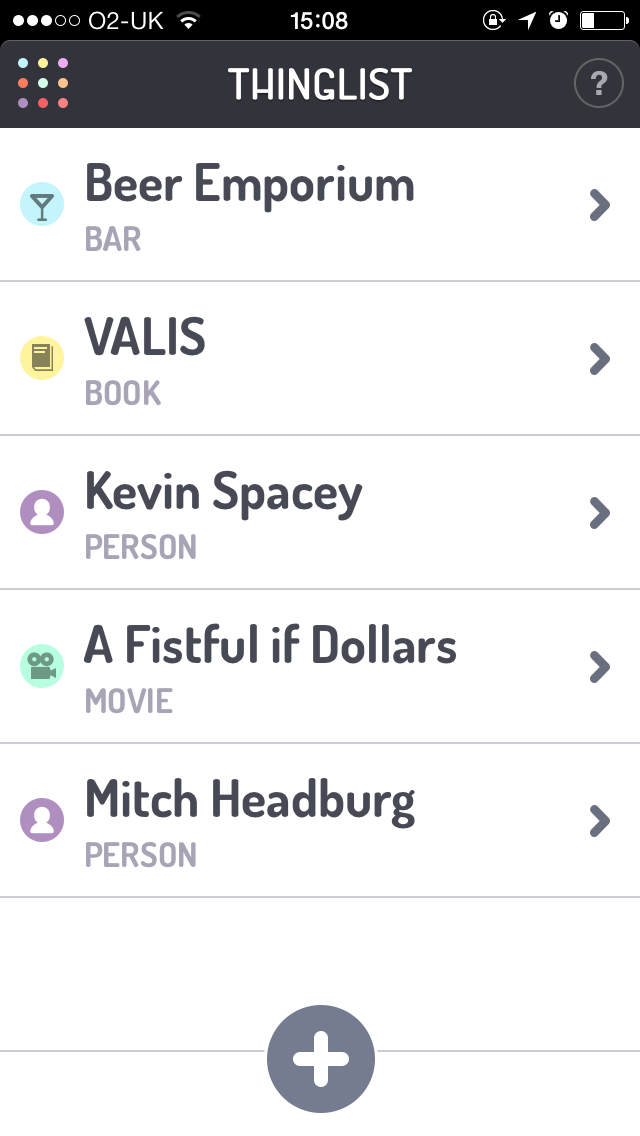 O2-UK 15:08
THINGLIST ?
Beer Emporium
BAR
VALIS
BOOK
Kevin Spacey
PERSON
A Fistful if Dollars
MOVIE
Mitch Headburg
PERSON